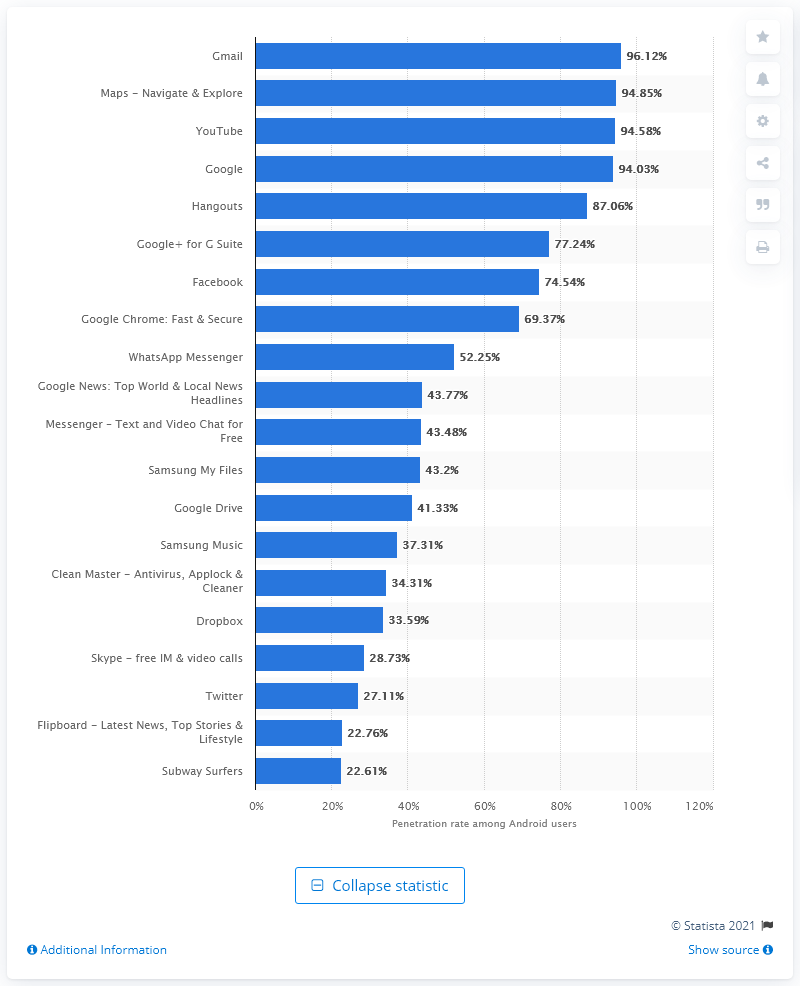 Gmail 96.12%
Maps – Navigate & Explore 94.85%
YouTube 94.58%
Google 94.03%
Hangouts 87.06%
Google+ for G Suite 77.24%
Facebook 74.54%
Google Chrome: Fast & Secure 69.37%
WhatsApp Messenger 52.25%
Google News: Top World & Local News
Headlines 43.77%
Messenger – Text and Video Chat for
Free 43.48%
Samsung My Files 43.2%
Google Drive 41.33%
Samsung Music 37.31%
Clean Master – Antivirus, Applock &
Cleaner 34.31%
Dropbox 33.59%
Skype – free IM & video calls 28.73%
Twitter 27.11%
Flipboard – Latest News, Top Stories &
Lifestyle 22.76%
Subway Surfers 22.61%
0% 20% 40% 60% 80% 100% 120%
Penetration rate among Android users
Collapse statistic
© Statista 2021
Additional Information Show source